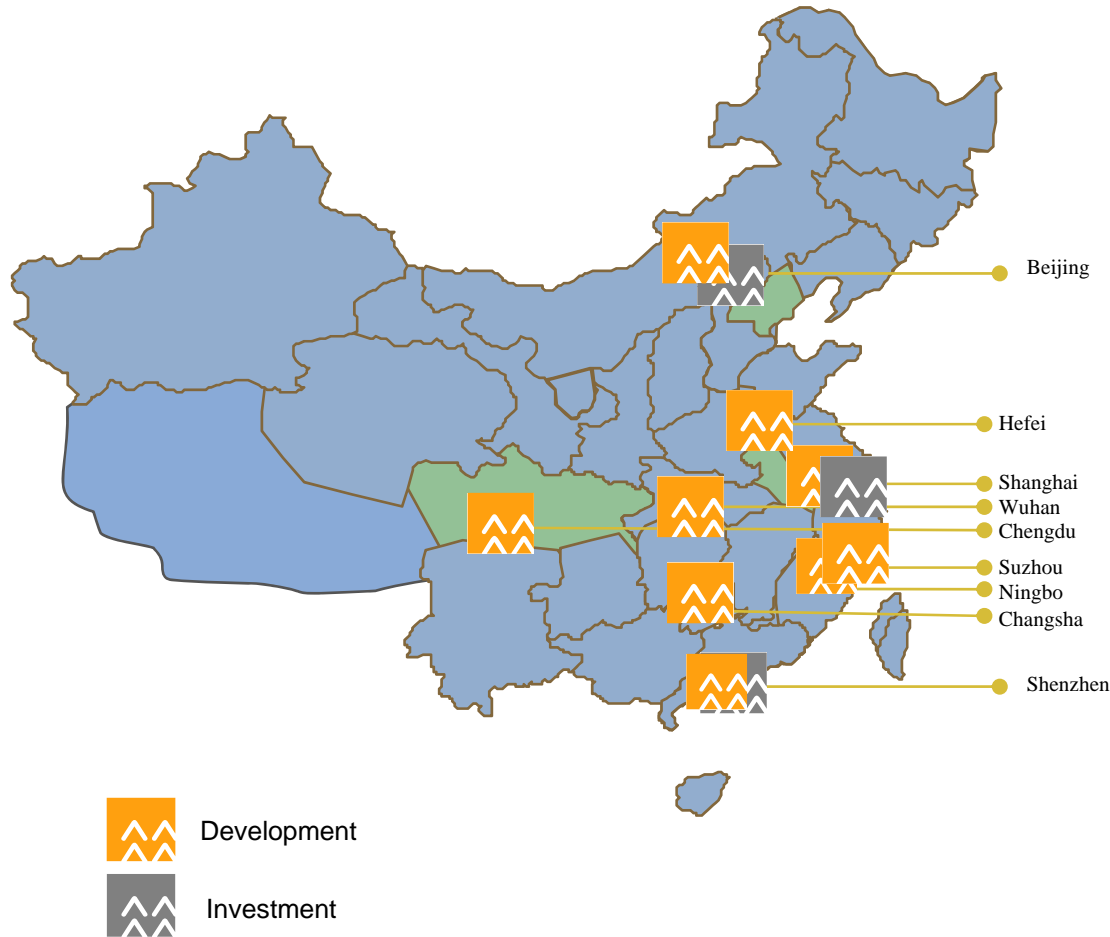 Beijing
Hefei
Shanghai
Wuhan
Chengdu
Suzhou
Ningbo
Changsha
Shenzhen
Development
Investment